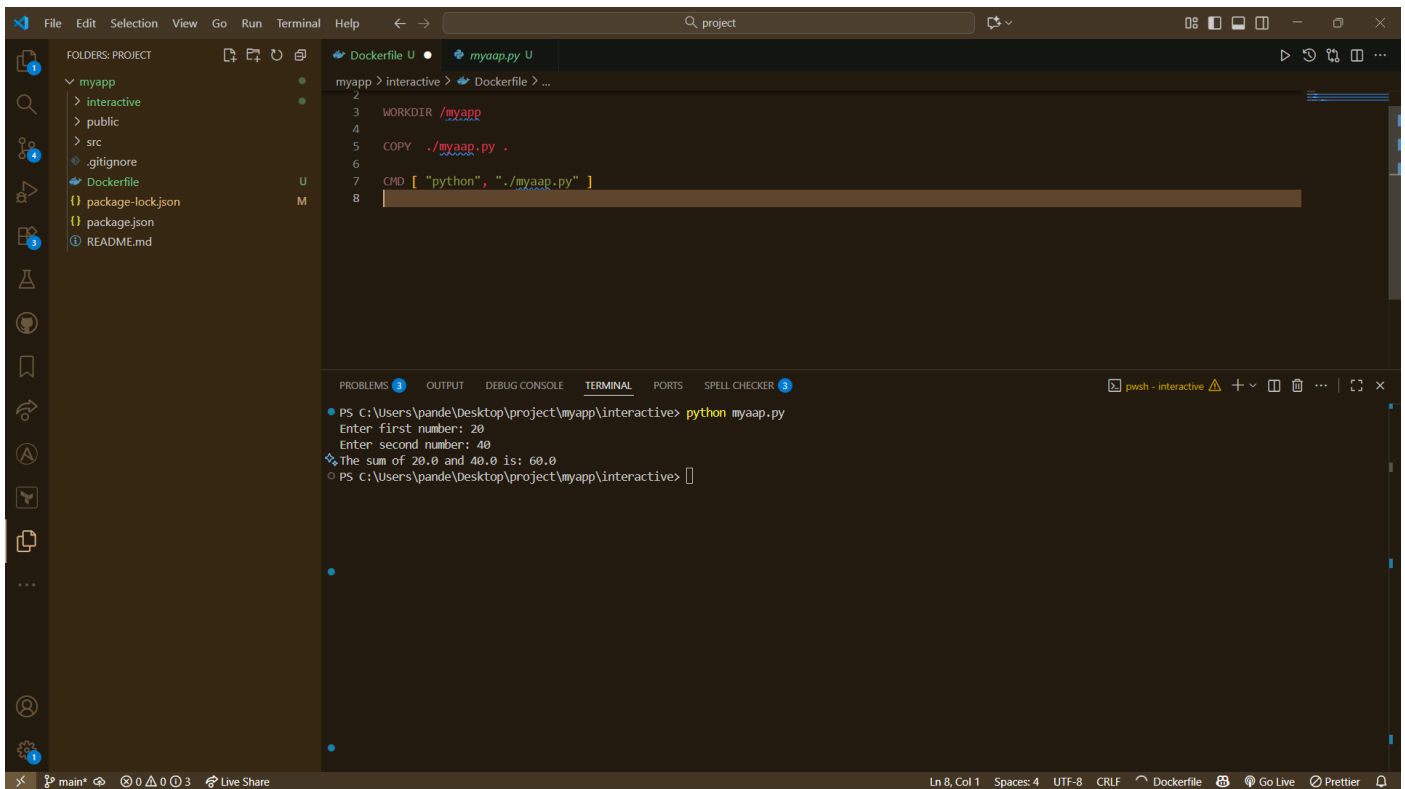 File Edit Selection View Go Run Terminal Help
project
FOLDERS: PROJECT
myapp
interactive
public
src
.gitignore
Dockerfile U
package-lock.json M
package.json
README.md
1
4
3
1
Dockerfile U
myaap.py U
myapp > interactive > Dockerfile > ...
2
3 WORKDIR /myapp
4
5 COPY ./myaap.py .
6
7 CMD [ "python", "./myaap.py" ]
8
PROBLEMS 3 OUTPUT DEBUG CONSOLE TERMINAL PORTS SPELL CHECKER 3
pwsh - interactive
PS C:\Users\pande\Desktop\project\myapp\interactive> python myaap.py
Enter first number: 20
Enter second number: 40
The sum of 20.0 and 40.0 is: 60.0
PS C:\Users\pande\Desktop\project\myapp\interactive>
main* 0 0 3 Live Share
Ln 8, Col 1 Spaces: 4 UTF-8 CRLF Dockerfile Go Live Prettier